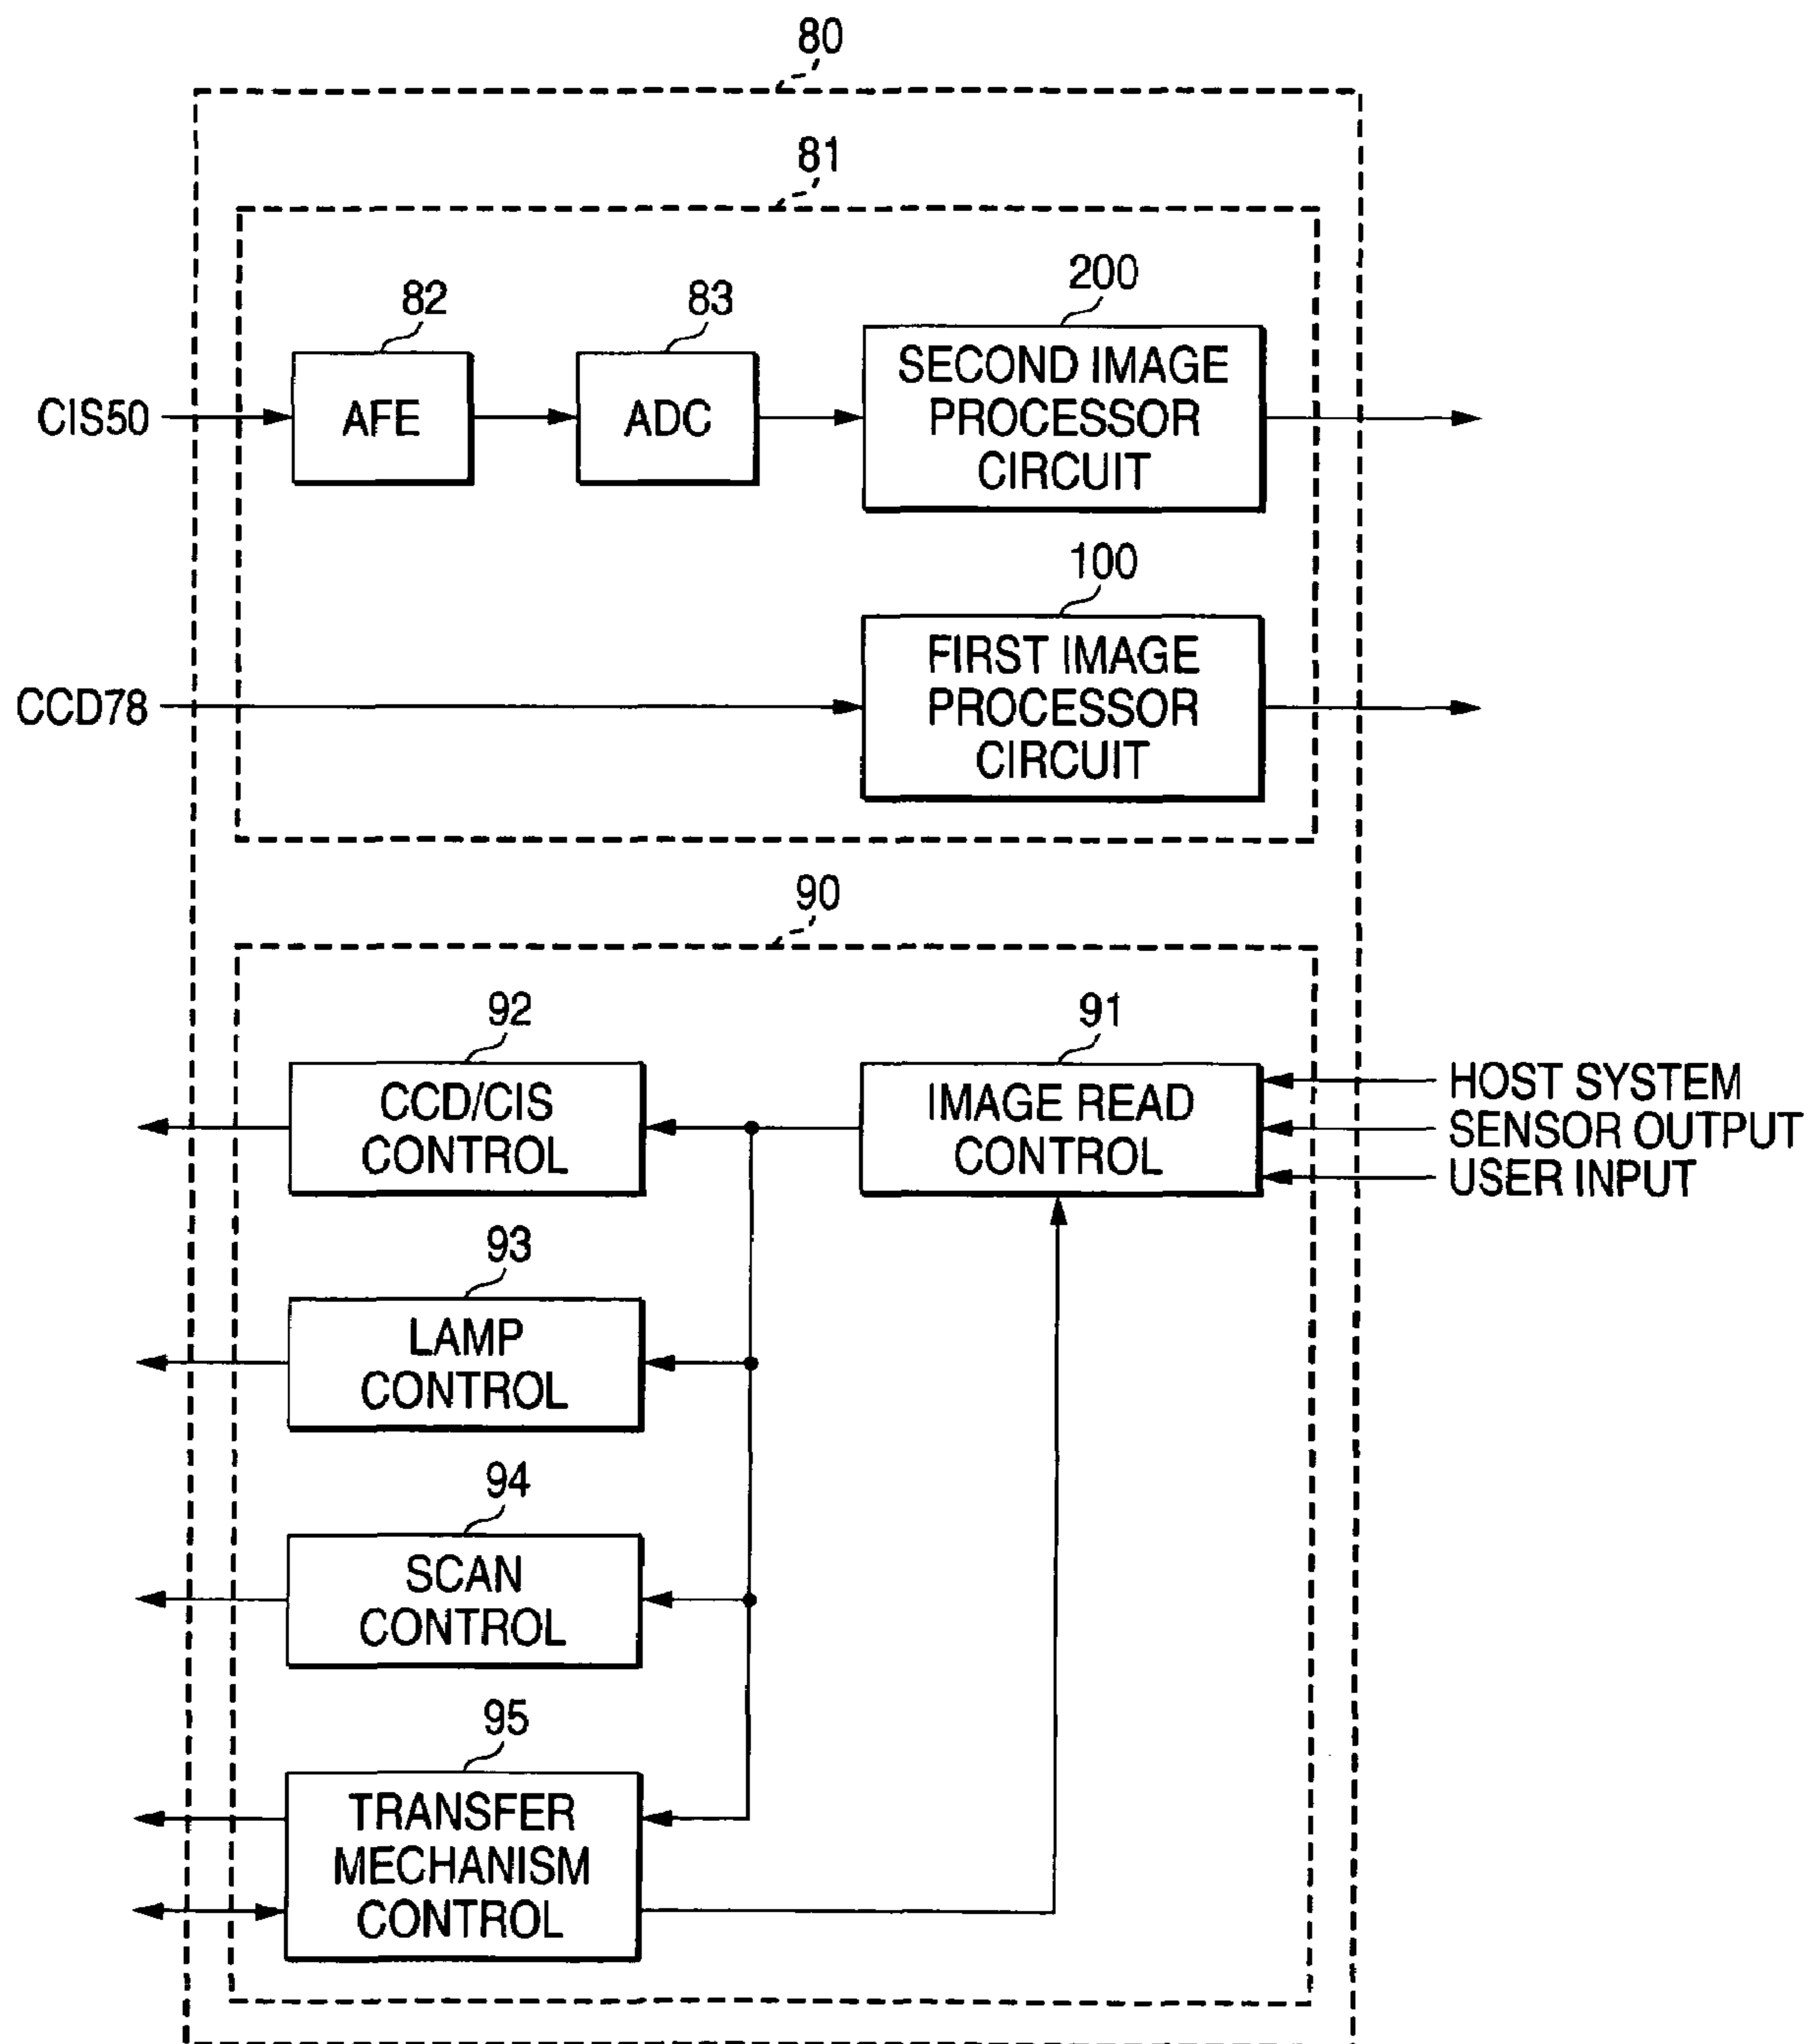 80
81
82
83
200
CIS50
AFE
ADC
SECOND IMAGE
PROCESSOR
CIRCUIT
100
CCD78
FIRST IMAGE
PROCESSOR
CIRCUIT
90
92
91
CCD/CIS
CONTROL
IMAGE READ
CONTROL
HOST SYSTEM
SENSOR OUTPUT
USER INPUT
93
LAMP
CONTROL
94
SCAN
CONTROL
95
TRANSFER
MECHANISM
CONTROL